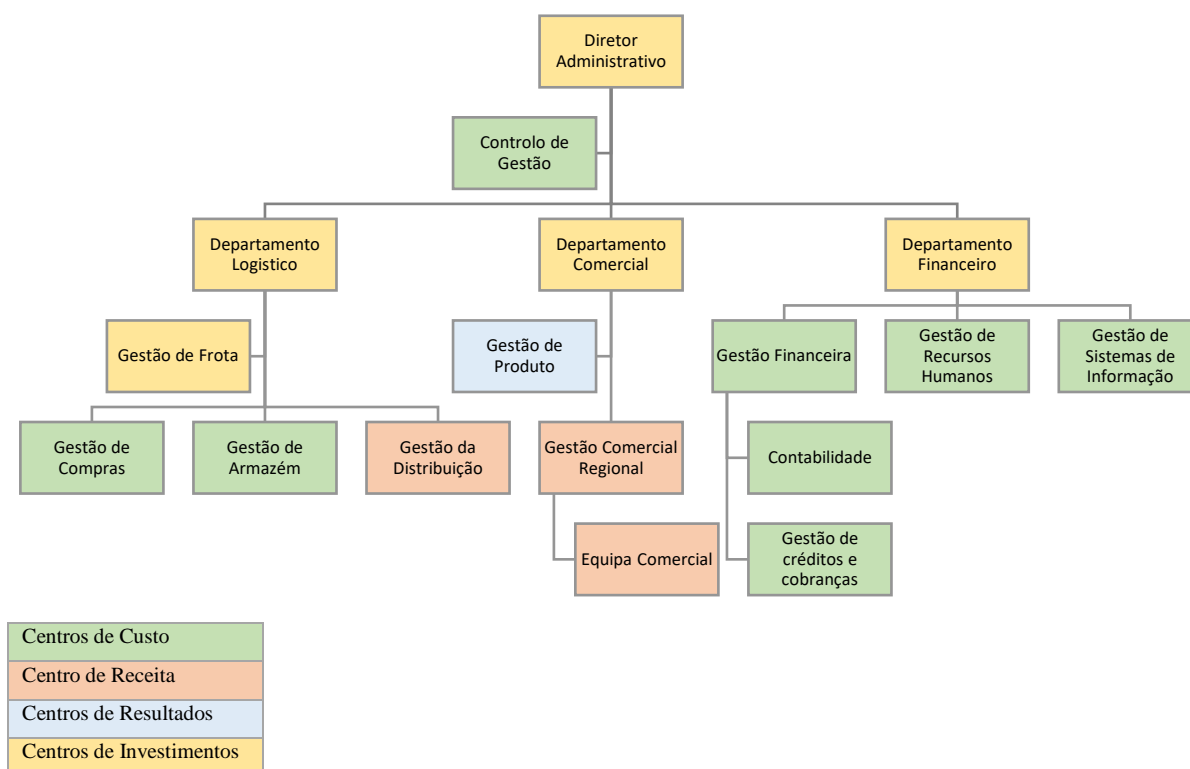 Diretor
Administrativo
Controlo de
Gestão
Departamento
Logistico
Departamento
Comercial
Departamento
Financeiro
Gestão de Frota
Gestão de
Produto
Gestão Financeira
Gestão de
Recursos
Humanos
Gestão de
Sistemas de
Informação
Gestão de
Compras
Gestão de
Armazém
Gestão da
Distribuição
Gestão Comercial
Regional
Contabilidade
Equipa Comercial
Gestão de
créditos e
cobranças
Centros de Custo
Centro de Receita
Centros de Resultados
Centros de Investimentos